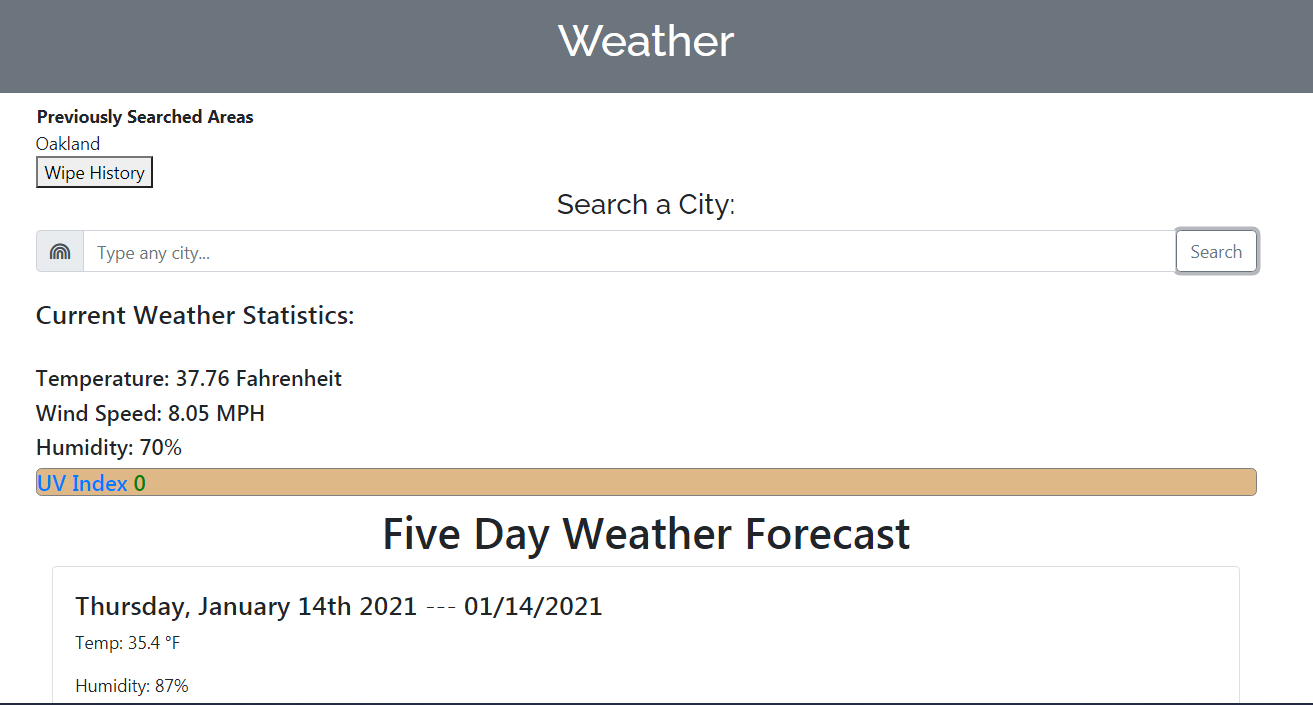 Weather
Previously Searched Areas
Oakland
Wipe History
Search a City:
Type any city...
Search
Current Weather Statistics:
Temperature: 37.76 Fahrenheit
Wind Speed: 8.05 MPH
Humidity: 70%
UV Index 0
Five Day Weather Forecast
Thursday, January 14th 2021 --- 01/14/2021
Temp: 35.4 °F
Humidity: 87%